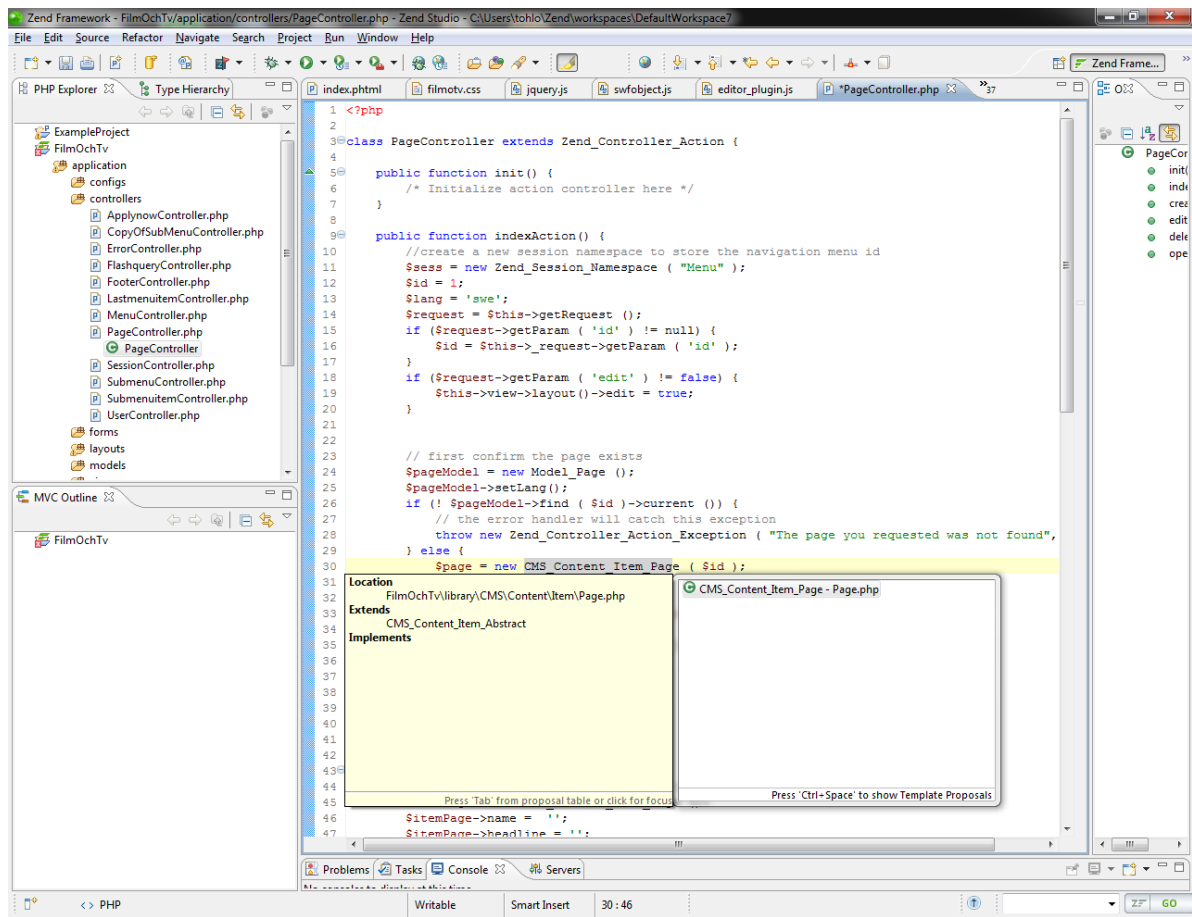 Zend Framework - FilmOchTv/application/controllers/PageController.php - Zend Studio - C:\Users\tohlo\Zend\workspaces\DefaultWorkspace7
File Edit Source Refactor Navigate Search Project Run Window Help
Zend Frame...
PHP Explorer Type Hierarchy
ExampleProject
FilmOchTv
application
configs
controllers
ApplynowController.php
CopyOfSubMenuController.php
ErrorController.php
FlashqueryController.php
FooterController.php
LastmenuitemController.php
MenuController.php
PageController.php
PageController
SessionController.php
SubmenuController.php
SubmenuitemController.php
UserController.php
forms
layouts
models
MVC Outline
FilmOchTv
index.phtml filmotv.css jquery.js swfobject.js editor_plugin.js *PageController.php »37
1 <?php
2
3 class PageController extends Zend_Controller_Action {
4
5 public function init() {
6 /* Initialize action controller here */
7 }
8
9 public function indexAction() {
10 //create a new session namespace to store the navigation menu id
11 $sess = new Zend_Session_Namespace ( "Menu" );
12 $id = 1;
13 $lang = 'swe';
14 $request = $this->getRequest ();
15 if ($request->getParam ( 'id' ) != null) {
16 $id = $this->_request->getParam ( 'id' );
17 }
18 if ($request->getParam ( 'edit' ) != false) {
19 $this->view->layout()->edit = true;
20 }
21
22
23 // first confirm the page exists
24 $pageModel = new Model_Page ();
25 $pageModel->setLang();
26 if (! $pageModel->find ( $id )->current ()) {
27 // the error handler will catch this exception
28 throw new Zend_Controller_Action_Exception ( "The page you requested was not found",
29 } else {
30 $page = new CMS_Content_Item_Page ( $id );
31
32
33
34
35
36
37
38
39
40
41
42
43
44
45
46 $itemPage->name = '';
47 $itemPage->headline = '';
Location
FilmOchTv\library\CMS\Content\Item\Page.php
Extends
CMS_Content_Item_Abstract
Implements
Press 'Tab' from proposal table or click for focus
CMS_Content_Item_Page - Page.php
Press 'Ctrl+Space' to show Template Proposals
PageCor
init(
inde
crea
edit
dele
ope
Problems Tasks Console Servers
No consoles to display at this time.
PHP
Writable
Smart Insert
30 : 46
GO